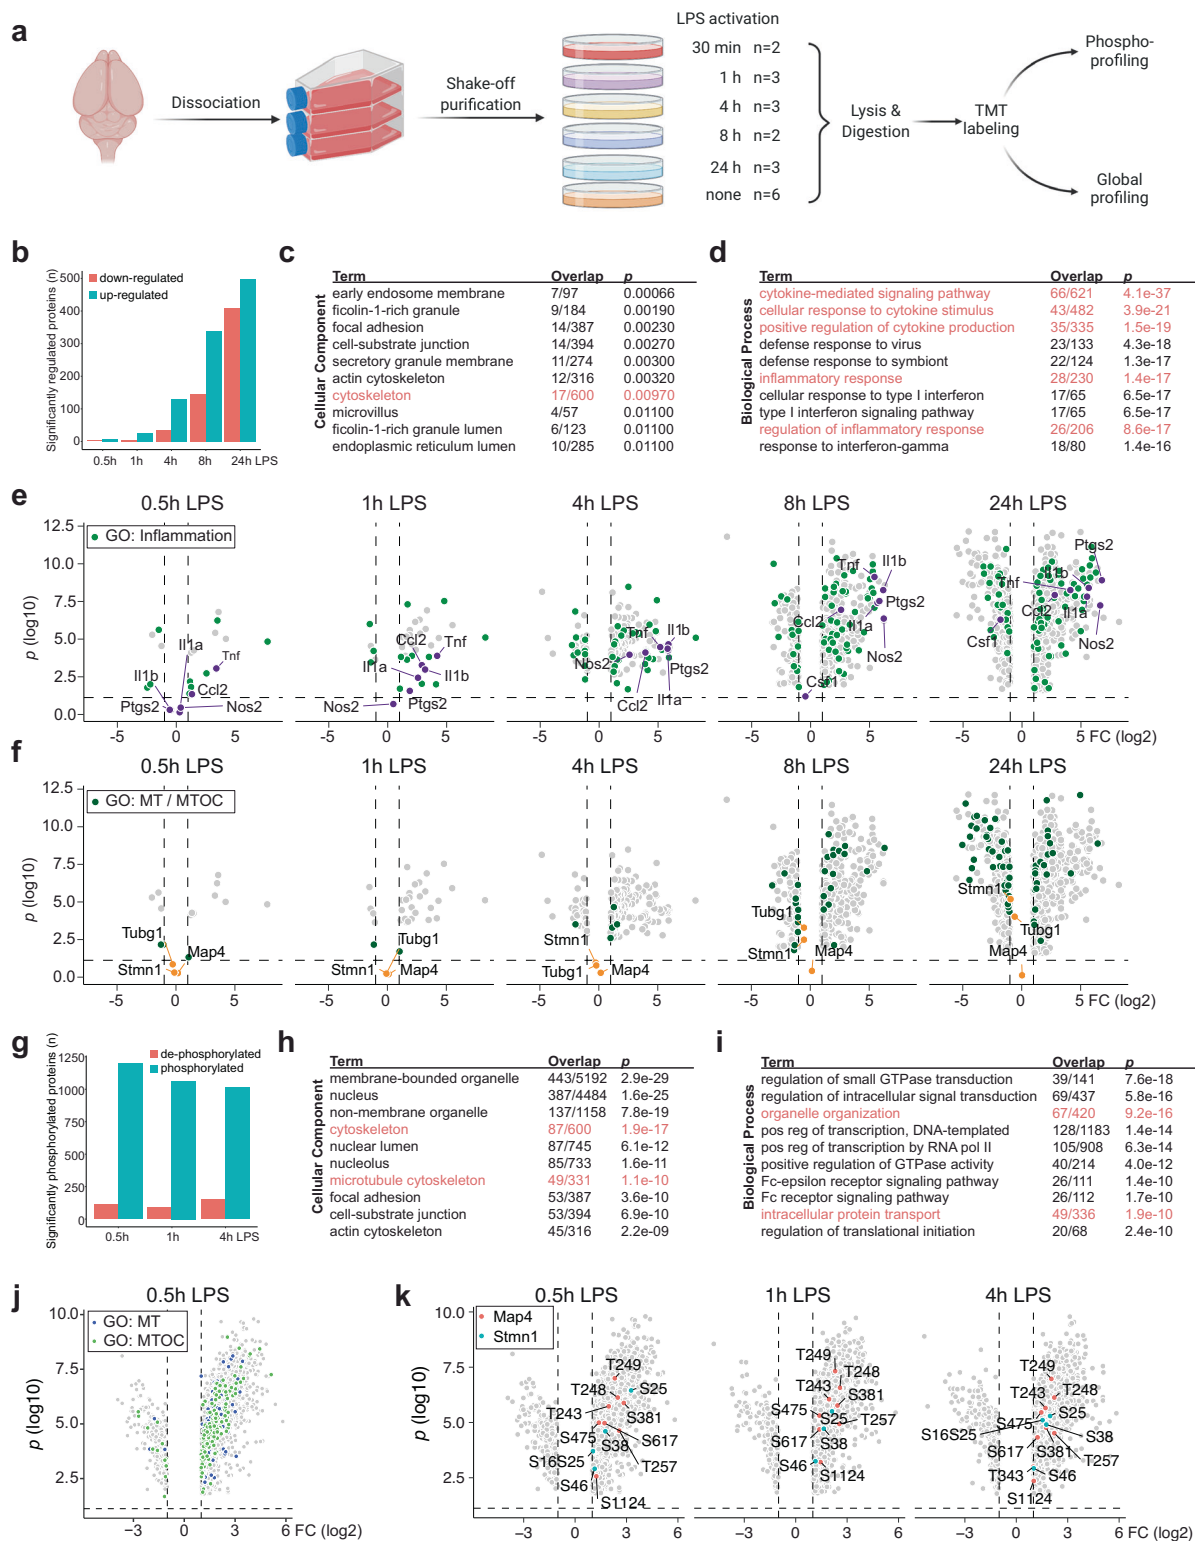 a
LPS activation
30 min n=2
1 h n=3
4 h n=3
8 h n=2
24 h n=3
none n=6
Dissociation
Shake-off
purification
Lysis &
Digestion
TMT
labeling
Phospho-
profiling
Global
profiling
b
Significantly regulated proteins (n)
500
400
300
200
100
0
down-regulated
up-regulated
0.5h 1h 4h 8h 24h LPS
c
Cellular Component
Term Overlap p
early endosome membrane 7/97 0.00066
ficolin-1-rich granule 9/184 0.00190
focal adhesion 14/387 0.00230
cell-substrate junction 14/394 0.00270
secretory granule membrane 11/274 0.00300
actin cytoskeleton 12/316 0.00320
cytoskeleton 17/600 0.00970
microvillus 4/57 0.01100
ficolin-1-rich granule lumen 6/123 0.01100
endoplasmic reticulum lumen 10/285 0.01100
d
Biological Process
Term Overlap p
cytokine-mediated signaling pathway 66/621 4.1e-37
cellular response to cytokine stimulus 43/482 3.9e-21
positive regulation of cytokine production 35/335 1.5e-19
defense response to virus 23/133 4.3e-18
defense response to symbiont 22/124 1.3e-17
inflammatory response 28/230 1.4e-17
cellular response to type I interferon 17/65 6.5e-17
type I interferon signaling pathway 17/65 6.5e-17
regulation of inflammatory response 26/206 8.6e-17
response to interferon-gamma 18/80 1.4e-16
e
0.5h LPS 1h LPS 4h LPS 8h LPS 24h LPS
GO: Inflammation
p (log10)
12.5
10.0
7.5
5.0
2.5
0.0
Il1a
Tnf
Il1b
Ccl2
Ptgs2
Nos2
Ccl2
Tnf
Il1a
Il1b
Nos2
Ptgs2
Tnf
Il1b
Nos2
Ptgs2
Ccl2
Il1a
Tnf
Il1b
Ptgs2
Ccl2
Il1a
Nos2
Csf1
Ptgs2
Il1b
Tnf
Ccl2
Il1a
Csf1
Nos2
-5 0 5
-5 0 5
-5 0 5
-5 0 5
-5 0 5 FC (log2)
f
0.5h LPS 1h LPS 4h LPS 8h LPS 24h LPS
GO: MT / MTOC
p (log10)
12.5
10.0
7.5
5.0
2.5
0.0
Tubg1
Map4
Stmn1
Tubg1
Stmn1
Map4
Stmn1
Tubg1
Map4
Tubg1
Stmn1
Map4
Stmn1
Tubg1
Map4
-5 0 5
-5 0 5
-5 0 5
-5 0 5
-5 0 5 FC (log2)
g
Significantly phosphorylated proteins (n)
1250
1000
750
500
250
0
de-phosphorylated
phosphorylated
0.5h 1h 4h LPS
h
Cellular Component
Term Overlap p
membrane-bounded organelle 443/5192 2.9e-29
nucleus 387/4484 1.6e-25
non-membrane organelle 137/1158 7.8e-19
cytoskeleton 87/600 1.9e-17
nuclear lumen 87/745 6.1e-12
nucleolus 85/733 1.6e-11
microtubule cytoskeleton 49/331 1.1e-10
focal adhesion 53/387 3.6e-10
cell-substrate junction 53/394 6.9e-10
actin cytoskeleton 45/316 2.2e-09
i
Biological Process
Term Overlap p
regulation of small GTPase transduction 39/141 7.6e-18
regulation of intracellular signal transduction 69/437 5.8e-16
organelle organization 67/420 9.2e-16
pos reg of transcription, DNA-templated 128/1183 1.4e-14
pos reg of transcription by RNA pol II 105/908 6.3e-14
positive regulation of GTPase activity 40/214 4.0e-12
Fc-epsilon receptor signaling pathway 26/111 1.4e-10
Fc receptor signaling pathway 26/112 1.7e-10
intracellular protein transport 49/336 1.9e-10
regulation of translational initiation 20/68 2.4e-10
j
0.5h LPS
GO: MT
GO: MTOC
p (log10)
10.0
7.5
5.0
2.5
−3 0 3 6 FC (log2)
k
0.5h LPS 1h LPS 4h LPS
Map4
Stmn1
p (log10)
10.0
7.5
5.0
2.5
T249
T248
S25
T243
S381
S475
S38
S617
S16S25
T257
S46
S1124
T249
T248
T243
S381
S475
S25
T257
S617
S38
S46
S1124
T249
T243
T248
S475
S25
S16S25
S38
S617
S381
T257
T343
S46
S1124
−3 0 3 6
−3 0 3 6
−3 0 3 6
FC (log2)